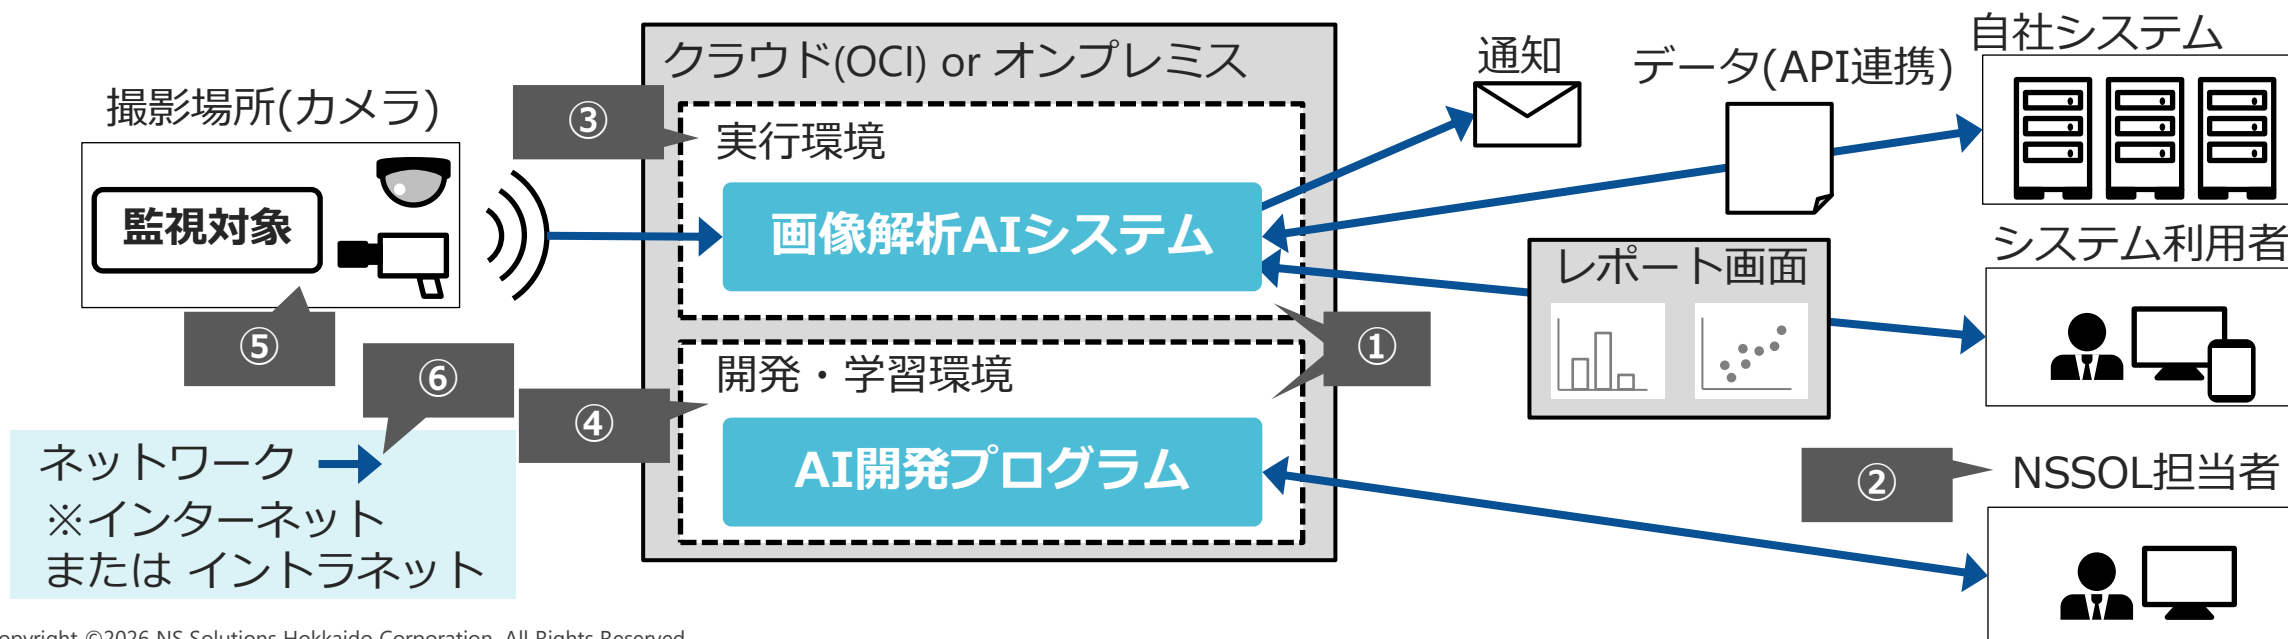 撮影場所(カメラ)
監視対象
⑤
⑥
ネットワーク
※インターネット
または イントラネット
クラウド(OCI) or オンプレミス
③
実行環境
画像解析AIシステム
①
④
開発・学習環境
AI開発プログラム
通知
データ(API連携)
自社システム
レポート画面
システム利用者
②
NSSOL担当者
opyright ©2026 NS Solutions Hokkaido Corporation. All Rights Reserved